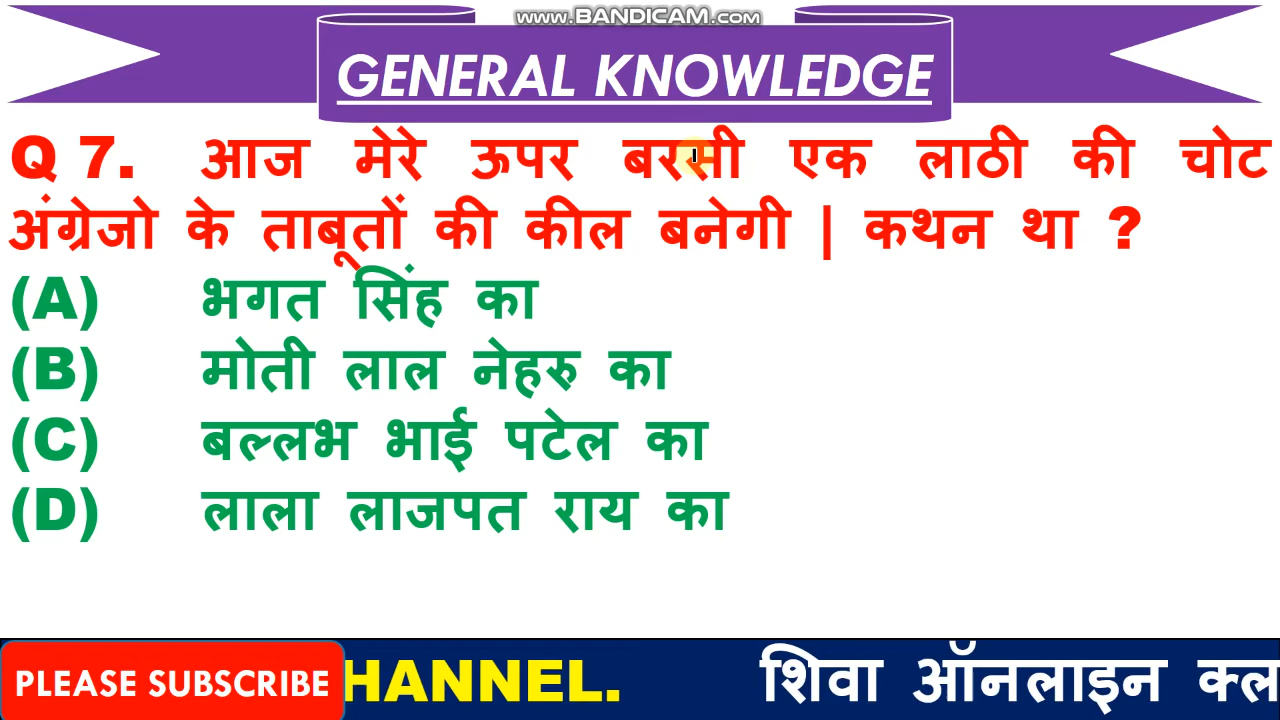 www.BANDICAM.com
GENERAL KNOWLEDGE
Q 7. आज मेरे ऊपर बरसी एक लाठी की चोट
अंग्रेजो के ताबूतों की कील बनेगी | कथन था ?
(A) भगत सिंह का
(B) मोती लाल नेहरु का
(C) बल्लभ भाई पटेल का
(D) लाला लाजपत राय का
PLEASE SUBSCRIBE HANNEL. शिवा ऑनलाइन क्ल